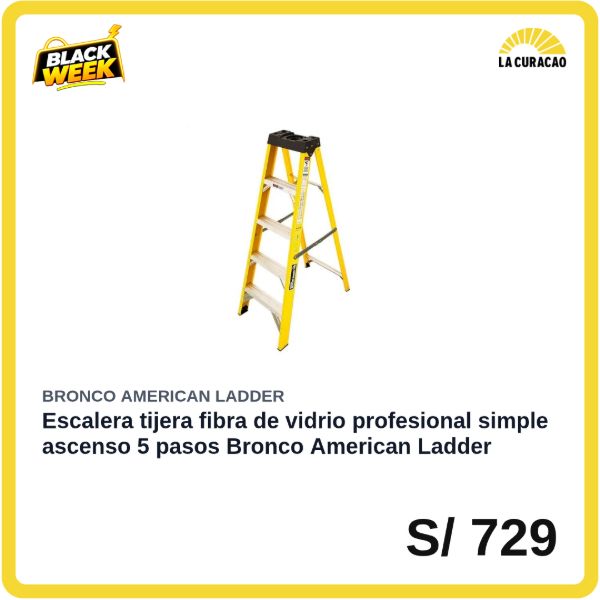 BLACK
WEEK
LA CURACAO
BRONCO AMERICAN LADDER
Escalera tijera fibra de vidrio profesional simple
ascenso 5 pasos Bronco American Ladder
S/ 729